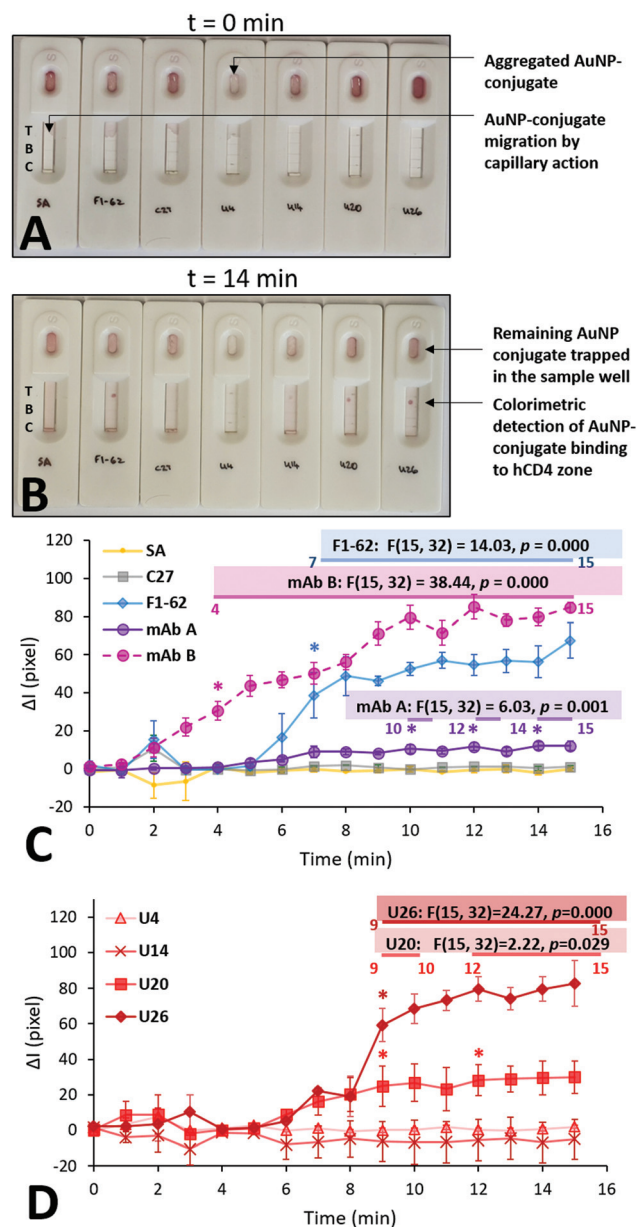 t = 0 min
S S S S S S S
Aggregated AuNP-
conjugate
AuNP-conjugate
migration by
capillary action
T
B
C
SA F1-62 C27 U4 U14 U20 U26
A
t = 14 min
S S S S S S S
Remaining AuNP
conjugate trapped
in the sample well
Colorimetric
detection of AuNP-
conjugate binding
to hCD4 zone
T
B
C
SA F1-62 C27 U4 U14 U20 U26
B
120
100
80
60
40
20
0
-20
ΔI (pixel)
SA
C27
F1-62
mAb A
mAb B
F1-62: F(15, 32) = 14.03, p = 0.000
7 15
mAb B: F(15, 32) = 38.44, p = 0.000
4 15
*
*
mAb A: F(15, 32) = 6.03, p = 0.001
10 * 12 * 14 * 15
0 2 4 6 8 10 12 14 16
Time (min)
C
120
100
80
60
40
20
0
-20
ΔI (pixel)
U4
U14
U20
U26
U26: F(15, 32)=24.27, p=0.000
9 15
U20: F(15, 32)=2.22, p=0.029
9 10 12 15
*
* *
0 2 4 6 8 10 12 14 16
Time (min)
D